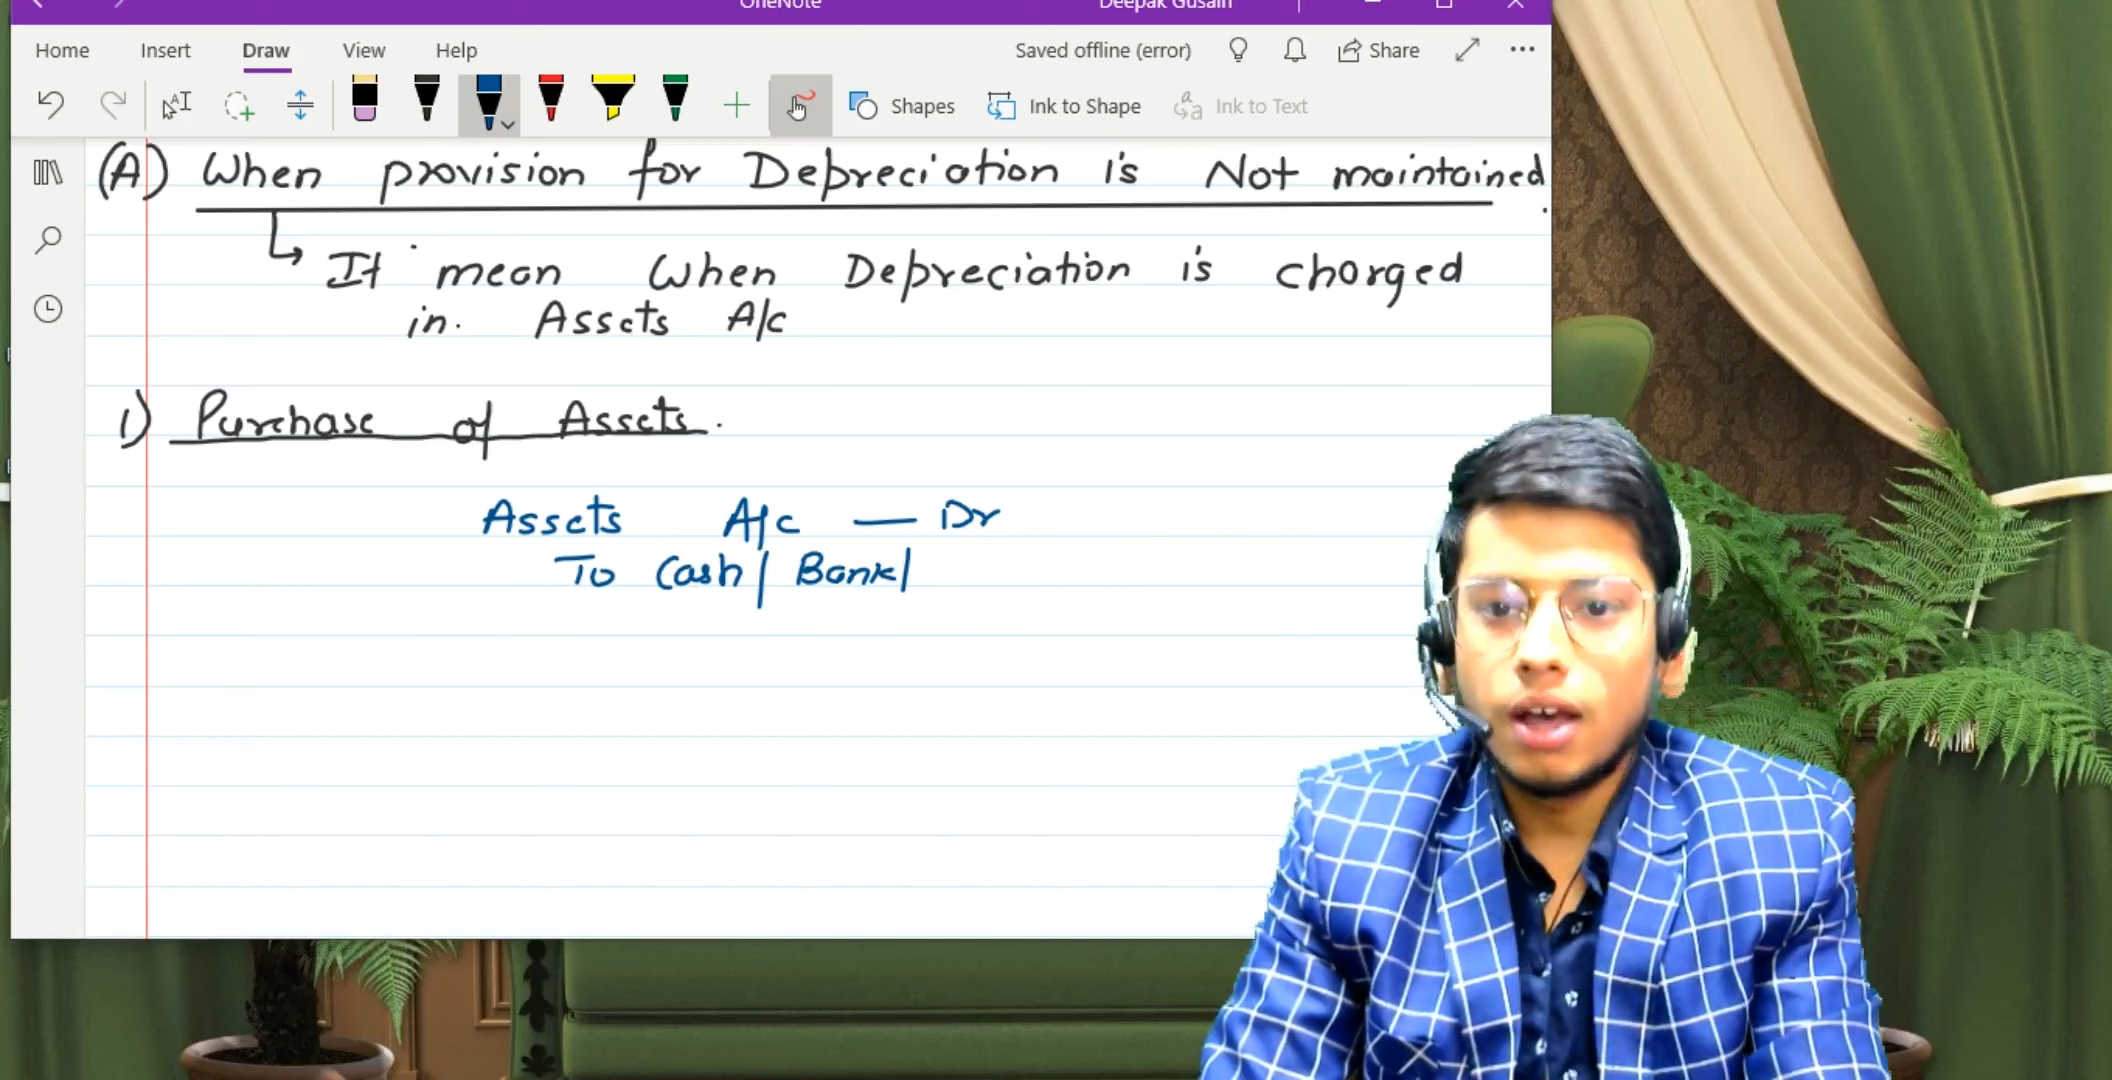 OneNote
Deepak Gusain
Home Insert Draw View Help Saved offline (error) Share
Shapes Ink to Shape Ink to Text
(A) When provision for Depreciation is Not maintained.
It mean When Depreciation is charged
in. Assets A/c
1) Purchase of Assets.
Assets A/c — Dr
To Cash/ Bank/